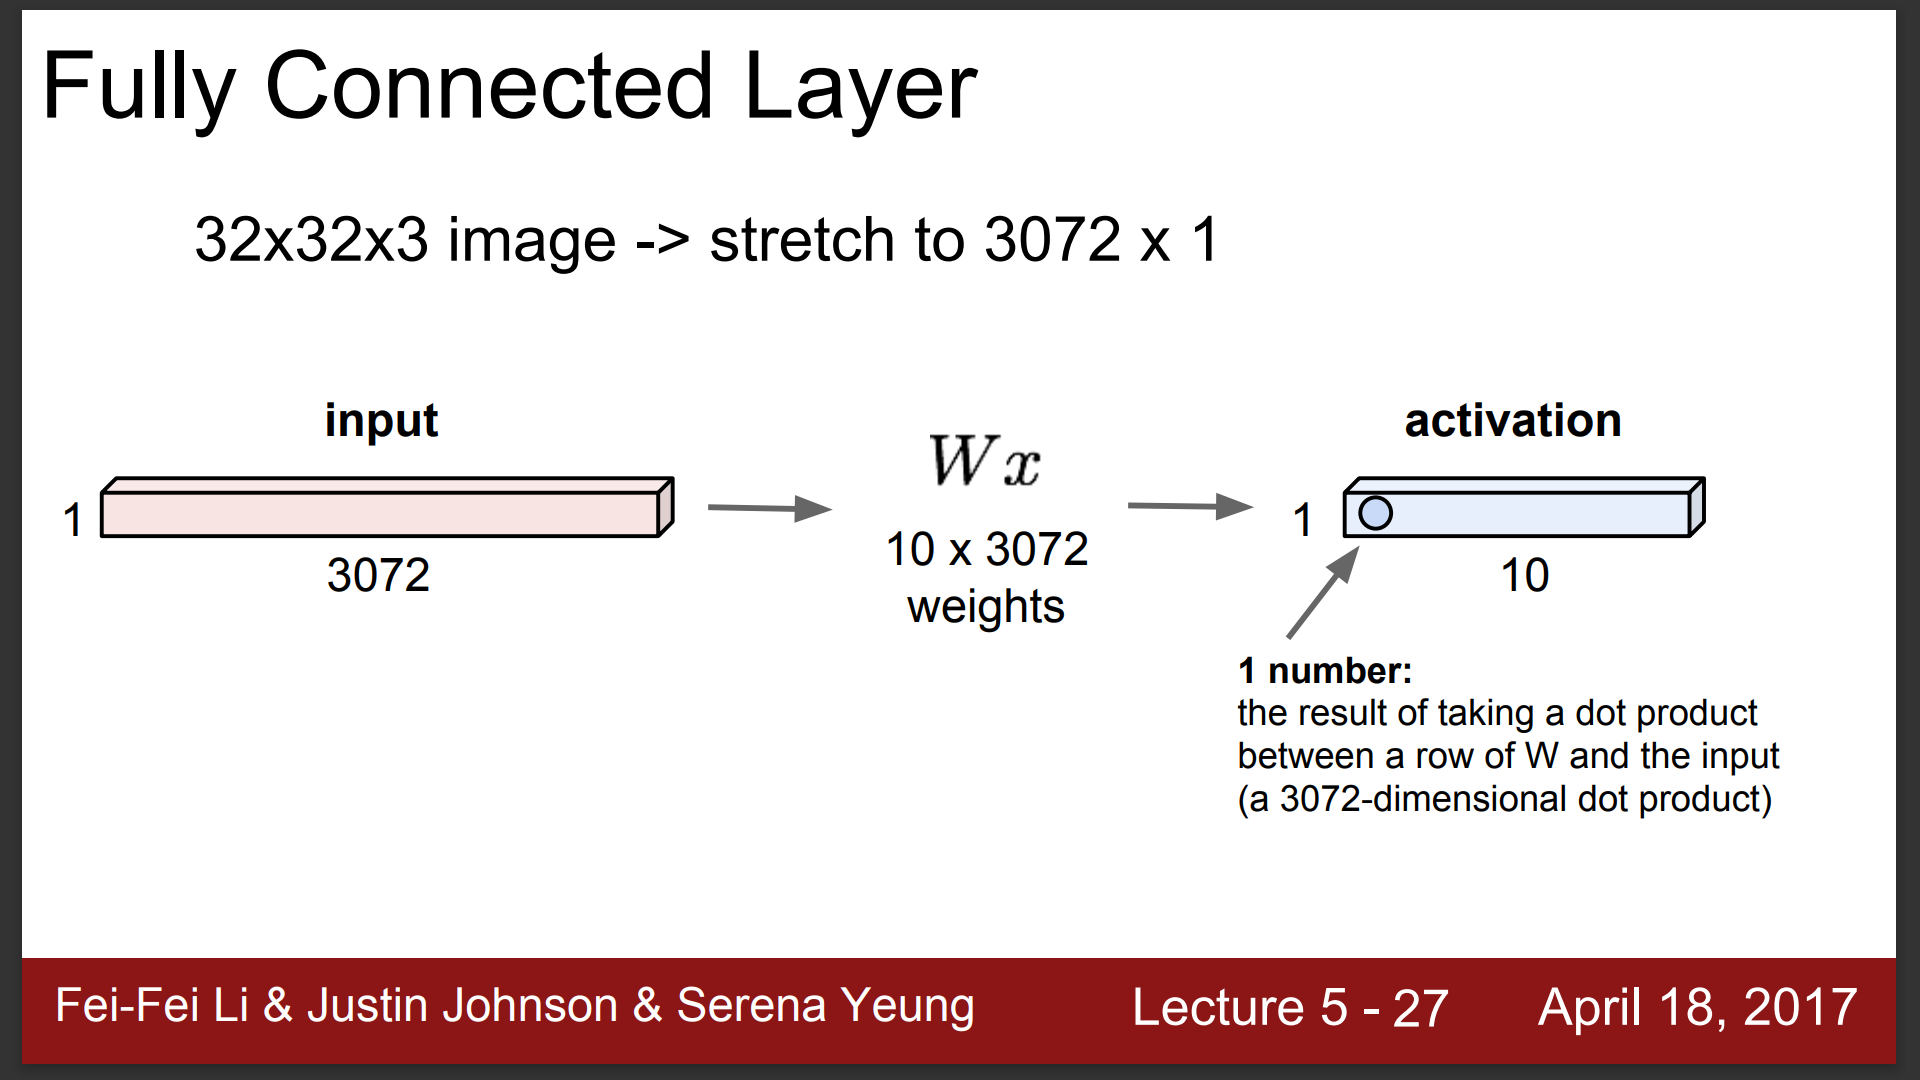 Fully Connected Layer
32x32x3 image -> stretch to 3072 x 1
input
1
3072
Wx
10 x 3072
weights
activation
1
10
1 number:
the result of taking a dot product
between a row of W and the input
(a 3072-dimensional dot product)
Fei-Fei Li & Justin Johnson & Serena Yeung
Lecture 5 - 27
April 18, 2017